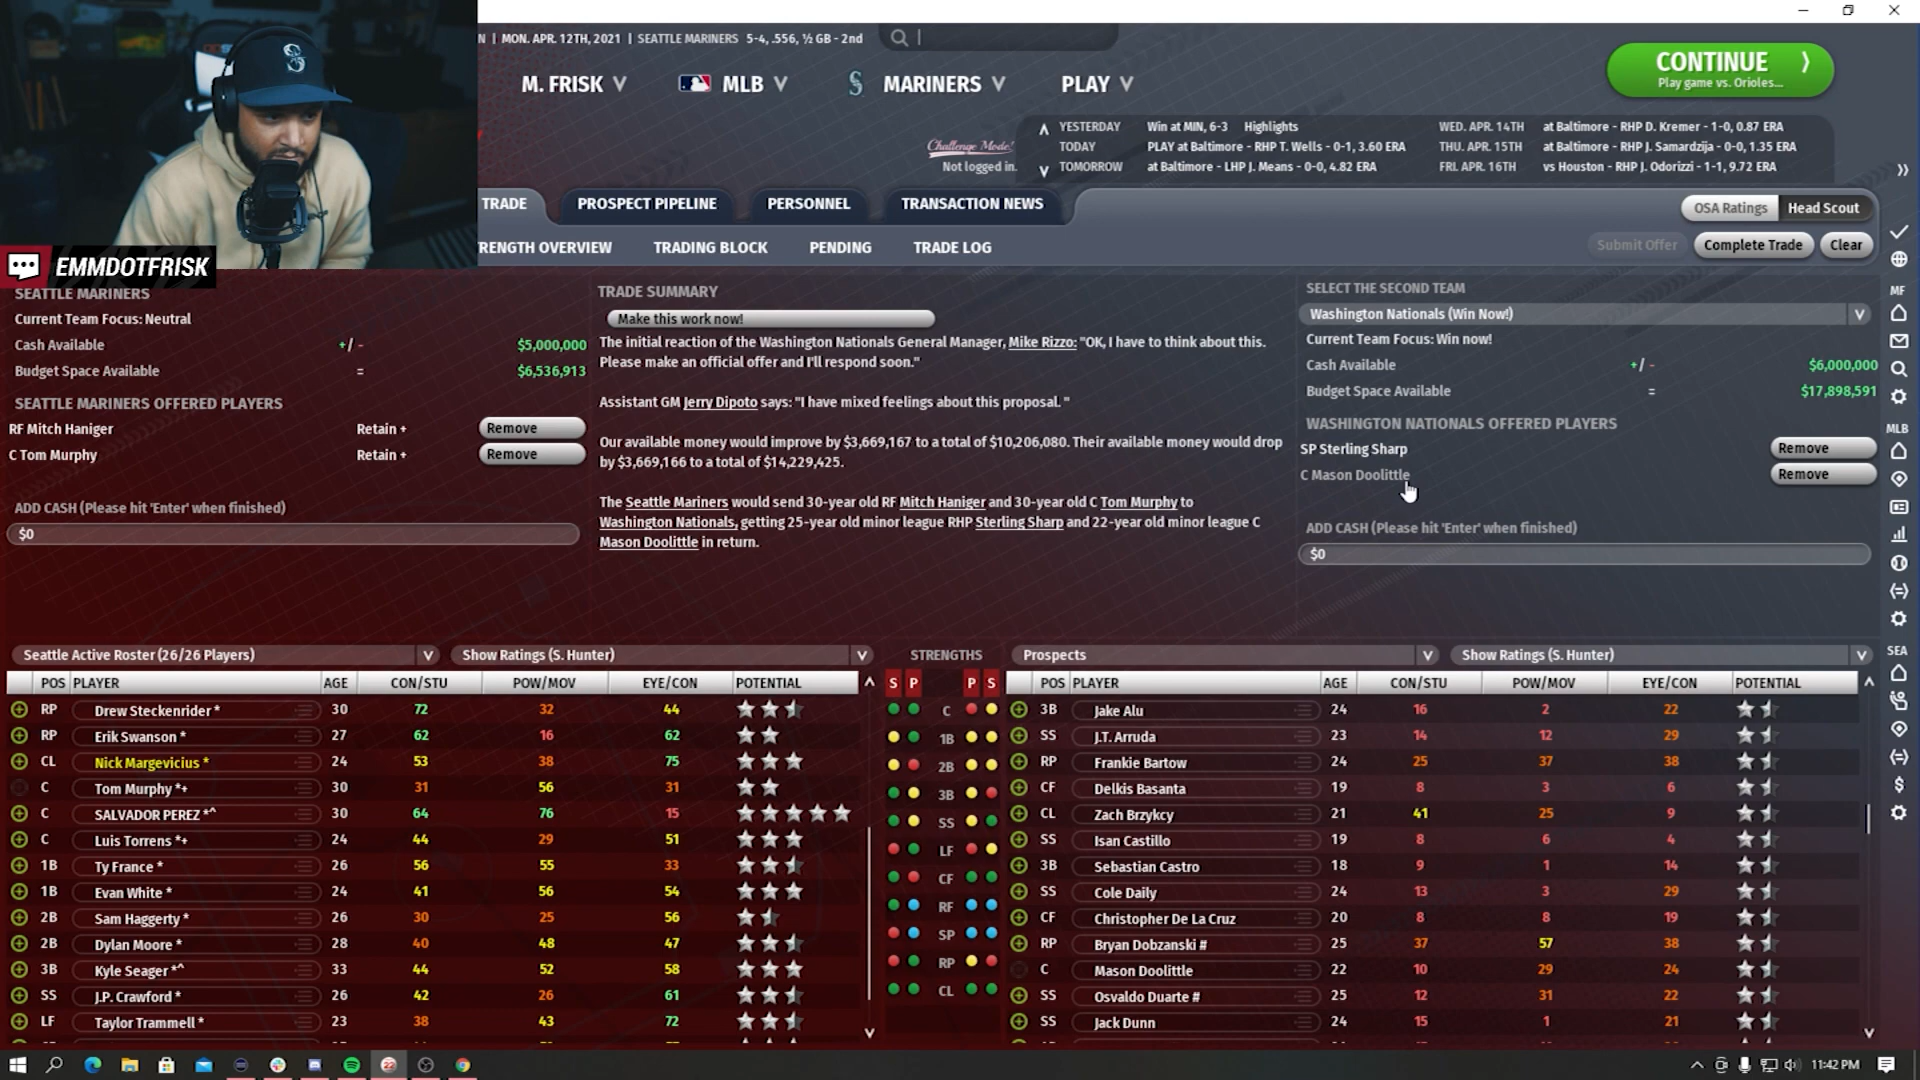 N | MON. APR. 12TH, 2021 | SEATTLE MARINERS 5-4, .556, ½ GB - 2nd
M. FRISK
MLB
MARINERS
PLAY
CONTINUE
Play game vs. Orioles...
Challenge Mode!
Not logged in.
YESTERDAY Win at MIN, 6-3 Highlights
TODAY PLAY at Baltimore - RHP T. Wells - 0-1, 3.60 ERA
TOMORROW at Baltimore - LHP J. Means - 0-0, 4.82 ERA
WED. APR. 14TH at Baltimore - RHP D. Kremer - 1-0, 0.87 ERA
THU. APR. 15TH at Baltimore - RHP J. Samardzija - 0-0, 1.35 ERA
FRI. APR. 16TH vs Houston - RHP J. Odorizzi - 1-1, 9.72 ERA
TRADE PROSPECT PIPELINE PERSONNEL TRANSACTION NEWS
OSA Ratings Head Scout
TRENGTH OVERVIEW TRADING BLOCK PENDING TRADE LOG
Submit Offer Complete Trade Clear
EMMDOTFRISK
SEATTLE MARINERS
Current Team Focus: Neutral
Cash Available +/- $5,000,000
Budget Space Available = $6,536,913
SEATTLE MARINERS OFFERED PLAYERS
RF Mitch Haniger Retain + Remove
C Tom Murphy Retain + Remove
ADD CASH (Please hit 'Enter' when finished)
$0
TRADE SUMMARY
Make this work now!
The initial reaction of the Washington Nationals General Manager, Mike Rizzo: "OK, I have to think about this.
Please make an official offer and I'll respond soon."
Assistant GM Jerry Dipoto says: "I have mixed feelings about this proposal. "
Our available money would improve by $3,669,167 to a total of $10,206,080. Their available money would drop
by $3,669,166 to a total of $14,229,425.
The Seattle Mariners would send 30-year old RF Mitch Haniger and 30-year old C Tom Murphy to
Washington Nationals, getting 25-year old minor league RHP Sterling Sharp and 22-year old minor league C
Mason Doolittle in return.
SELECT THE SECOND TEAM
Washington Nationals (Win Now!)
Current Team Focus: Win now!
Cash Available +/- $6,000,000
Budget Space Available = $17,898,591
WASHINGTON NATIONALS OFFERED PLAYERS
SP Sterling Sharp Remove
C Mason Doolittle Remove
ADD CASH (Please hit 'Enter' when finished)
$0
Seattle Active Roster (26/26 Players) Show Ratings (S. Hunter)
POS PLAYER AGE CON/STU POW/MOV EYE/CON POTENTIAL
RP Drew Steckenrider * 30 72 32 44
RP Erik Swanson * 27 62 16 62
CL Nick Margevicius * 24 53 38 75
C Tom Murphy *+ 30 31 56 31
C SALVADOR PEREZ *^ 30 64 76 15
C Luis Torrens *+ 24 44 29 51
1B Ty France * 26 56 55 33
1B Evan White * 24 41 56 54
2B Sam Haggerty * 26 30 25 56
2B Dylan Moore * 28 40 48 47
3B Kyle Seager *^ 33 44 52 58
SS J.P. Crawford * 26 42 26 61
LF Taylor Trammell * 23 38 43 72
STRENGTHS
S P P S
C
1B
2B
3B
SS
LF
CF
RF
SP
RP
CL
Prospects Show Ratings (S. Hunter)
POS PLAYER AGE CON/STU POW/MOV EYE/CON POTENTIAL
3B Jake Alu 24 16 2 22
SS J.T. Arruda 23 14 12 29
RP Frankie Bartow 24 25 37 38
CF Delkis Basanta 19 8 3 6
CL Zach Brzykcy 21 41 25 9
SS Isan Castillo 19 8 6 4
3B Sebastian Castro 18 9 1 14
SS Cole Daily 24 13 3 29
CF Christopher De La Cruz 20 8 8 19
RP Bryan Dobzanski # 25 37 57 38
C Mason Doolittle 22 10 29 24
SS Osvaldo Duarte # 25 12 31 22
SS Jack Dunn 24 15 1 21
MF
MLB
SEA
22
11:42 PM